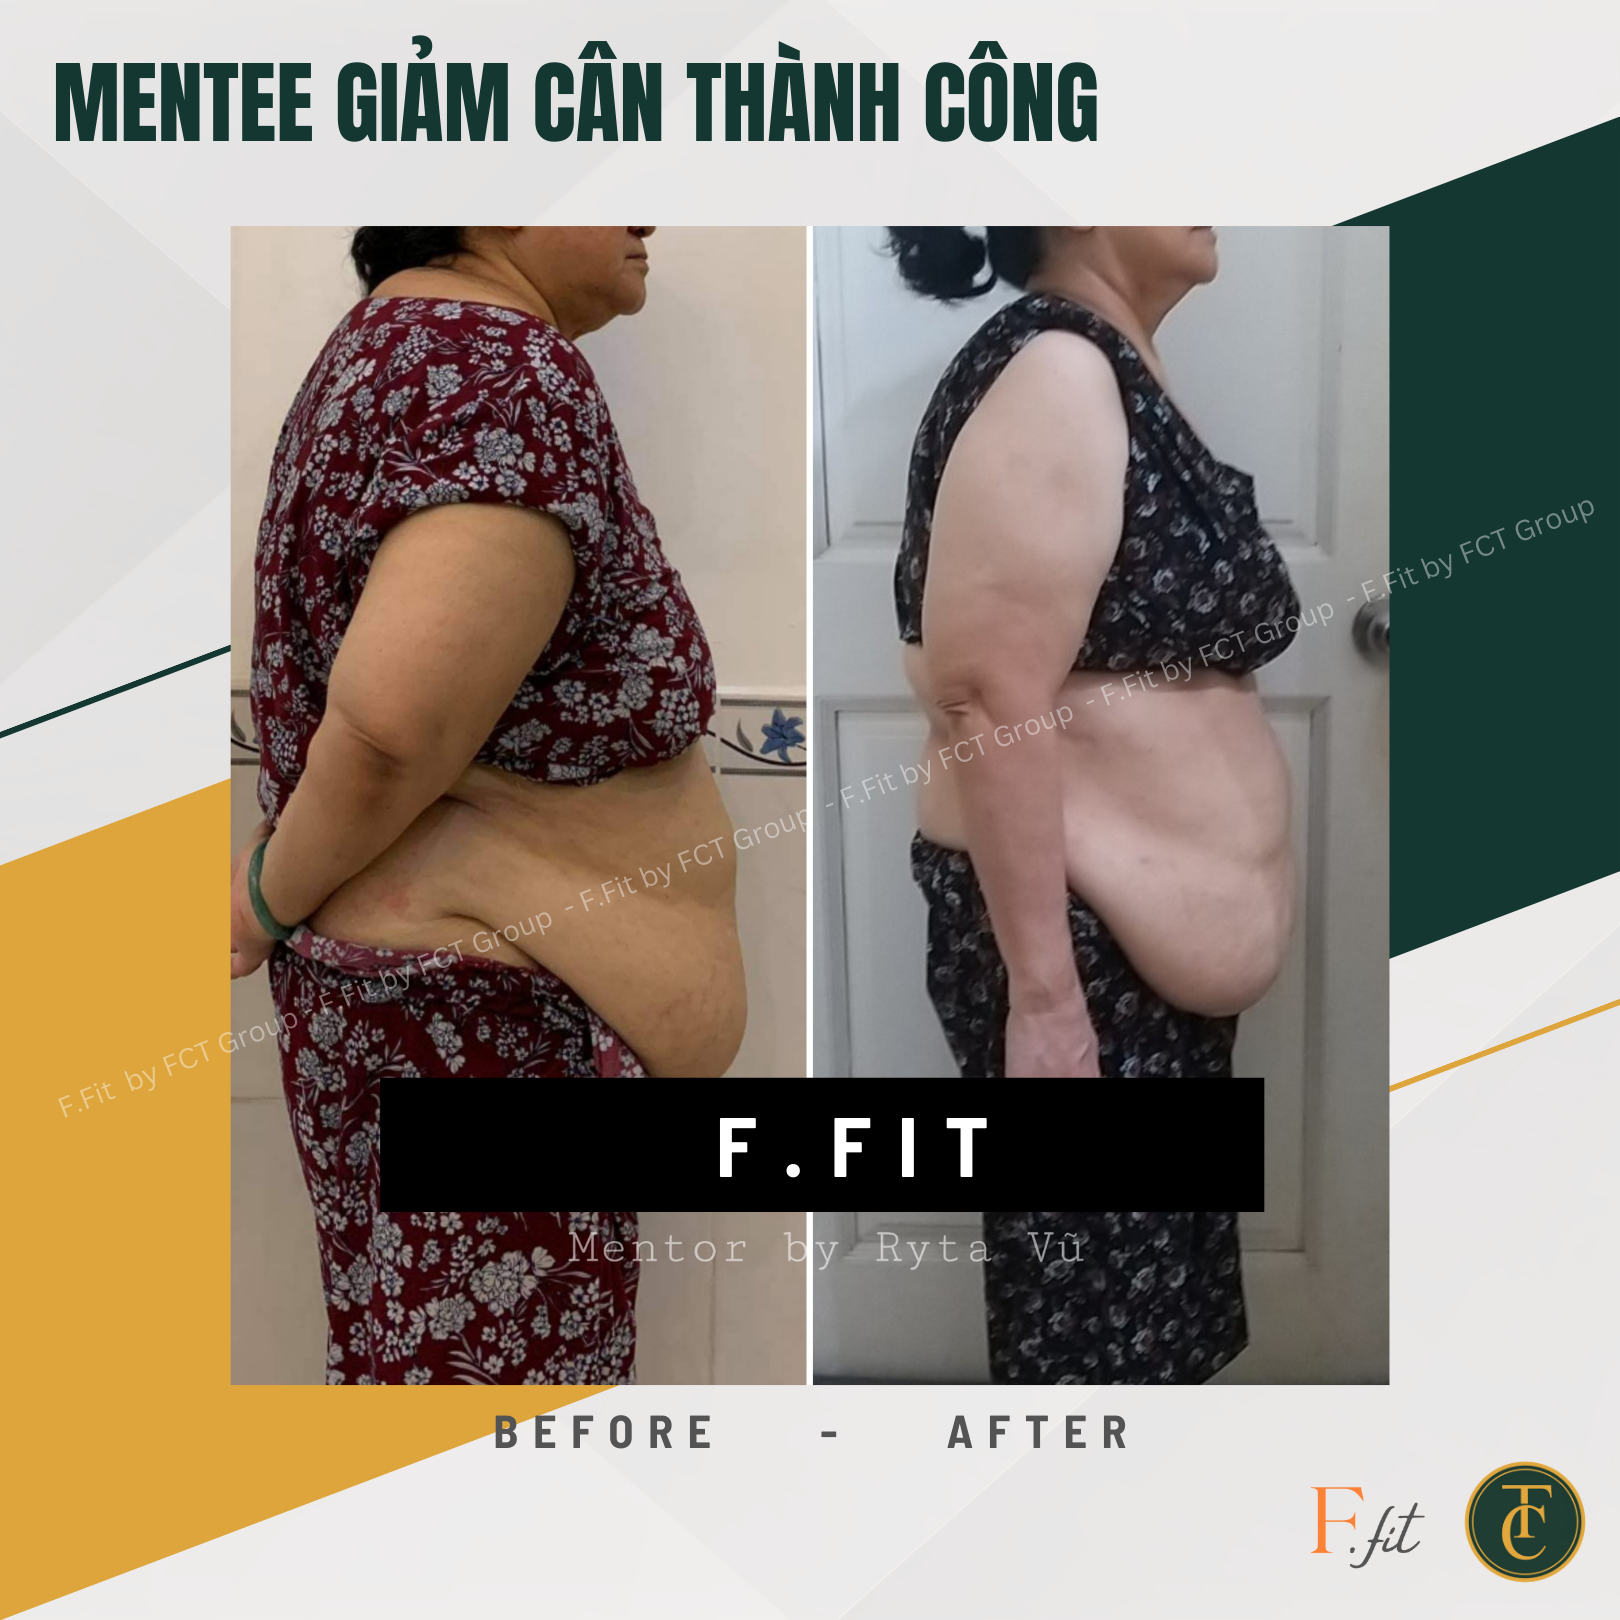 MENTEE GIẢM CÂN THÀNH CÔNG
F.Fit by FCT Group - F.Fit by FCT Group - F.Fit by FCT Group - F.Fit by FCT Group - F.Fit by FCT Group - F.Fit by FCT Group
F.FIT
Mentor by Ryta Vũ
BEFORE - AFTER
F.fit
TC